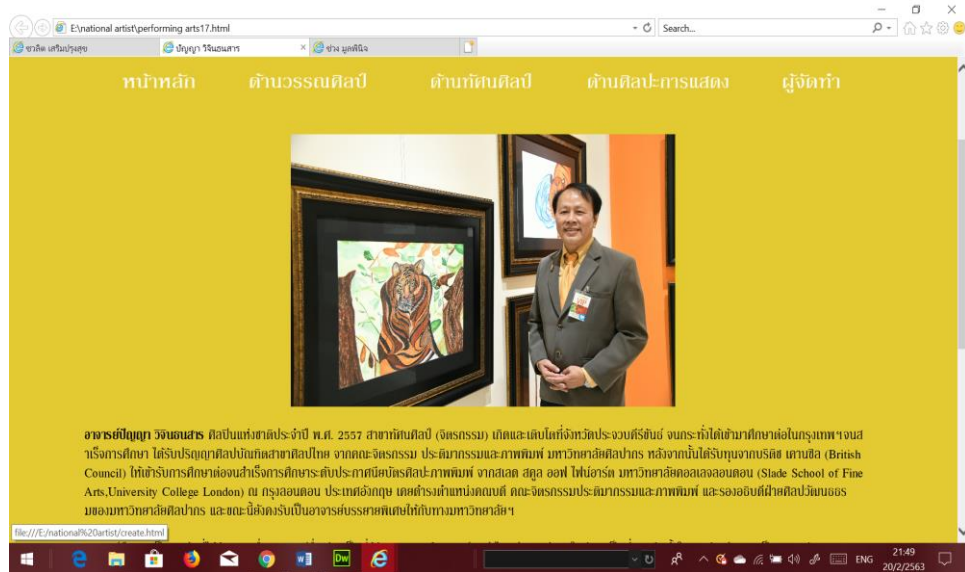 E:\national artist\performing arts17.html
Search...
ชวลิต เสริมปรุงสุข
ปัญญา วิจินธนสาร
ช่วง มูลพินิจ
หน้าหลัก ด้านวรรณศิลป์ ด้านทัศนศิลป์ ด้านศิลปะการแสดง ผู้จัดทำ
อาจารย์ปัญญา วิจินธนสาร ศิลปินแห่งชาติประจำปี พ.ศ. 2557 สาขาทัศนศิลป์ (จิตรกรรม) เกิดและเติบโตที่จังหวัดประจวบคีรีขันธ์ จนกระทั่งได้เข้ามาศึกษาต่อในกรุงเทพฯจนส
าเร็จการศึกษา ได้รับปริญญาศิลปบัณฑิตสาขาศิลปไทย จากคณะจิตรกรรม ประติมากรรมและภาพพิมพ์ มหาวิทยาลัยศิลปากร หลังจากนั้นได้รับทุนจากบริติช เคานซิล (British
Council) ให้เข้ารับการศึกษาต่อจนสำเร็จการศึกษาระดับประกาศนียบัตรศิลปะภาพพิมพ์ จากสเลด สคูล ออฟ ไฟน์อาร์ต มหาวิทยาลัยคอลเลจลอนดอน (Slade School of Fine
Arts,University College London) ณ กรุงลอนดอน ประเทศอังกฤษ เคยดำรงตำแหน่งคณบดี คณะจิตรกรรมประติมากรรมและภาพพิมพ์ และรองอธิบดีฝ่ายศิลปวัฒนธธร
มของมหาวิทยาลัยศิลปากร และขณะนี้ยังคงรับเป็นอาจารย์บรรยายพิเศษให้กับทางมหาวิทยาลัยฯ
file:///E:/national%20artist/create.html
ENG
21:49
20/2/2563